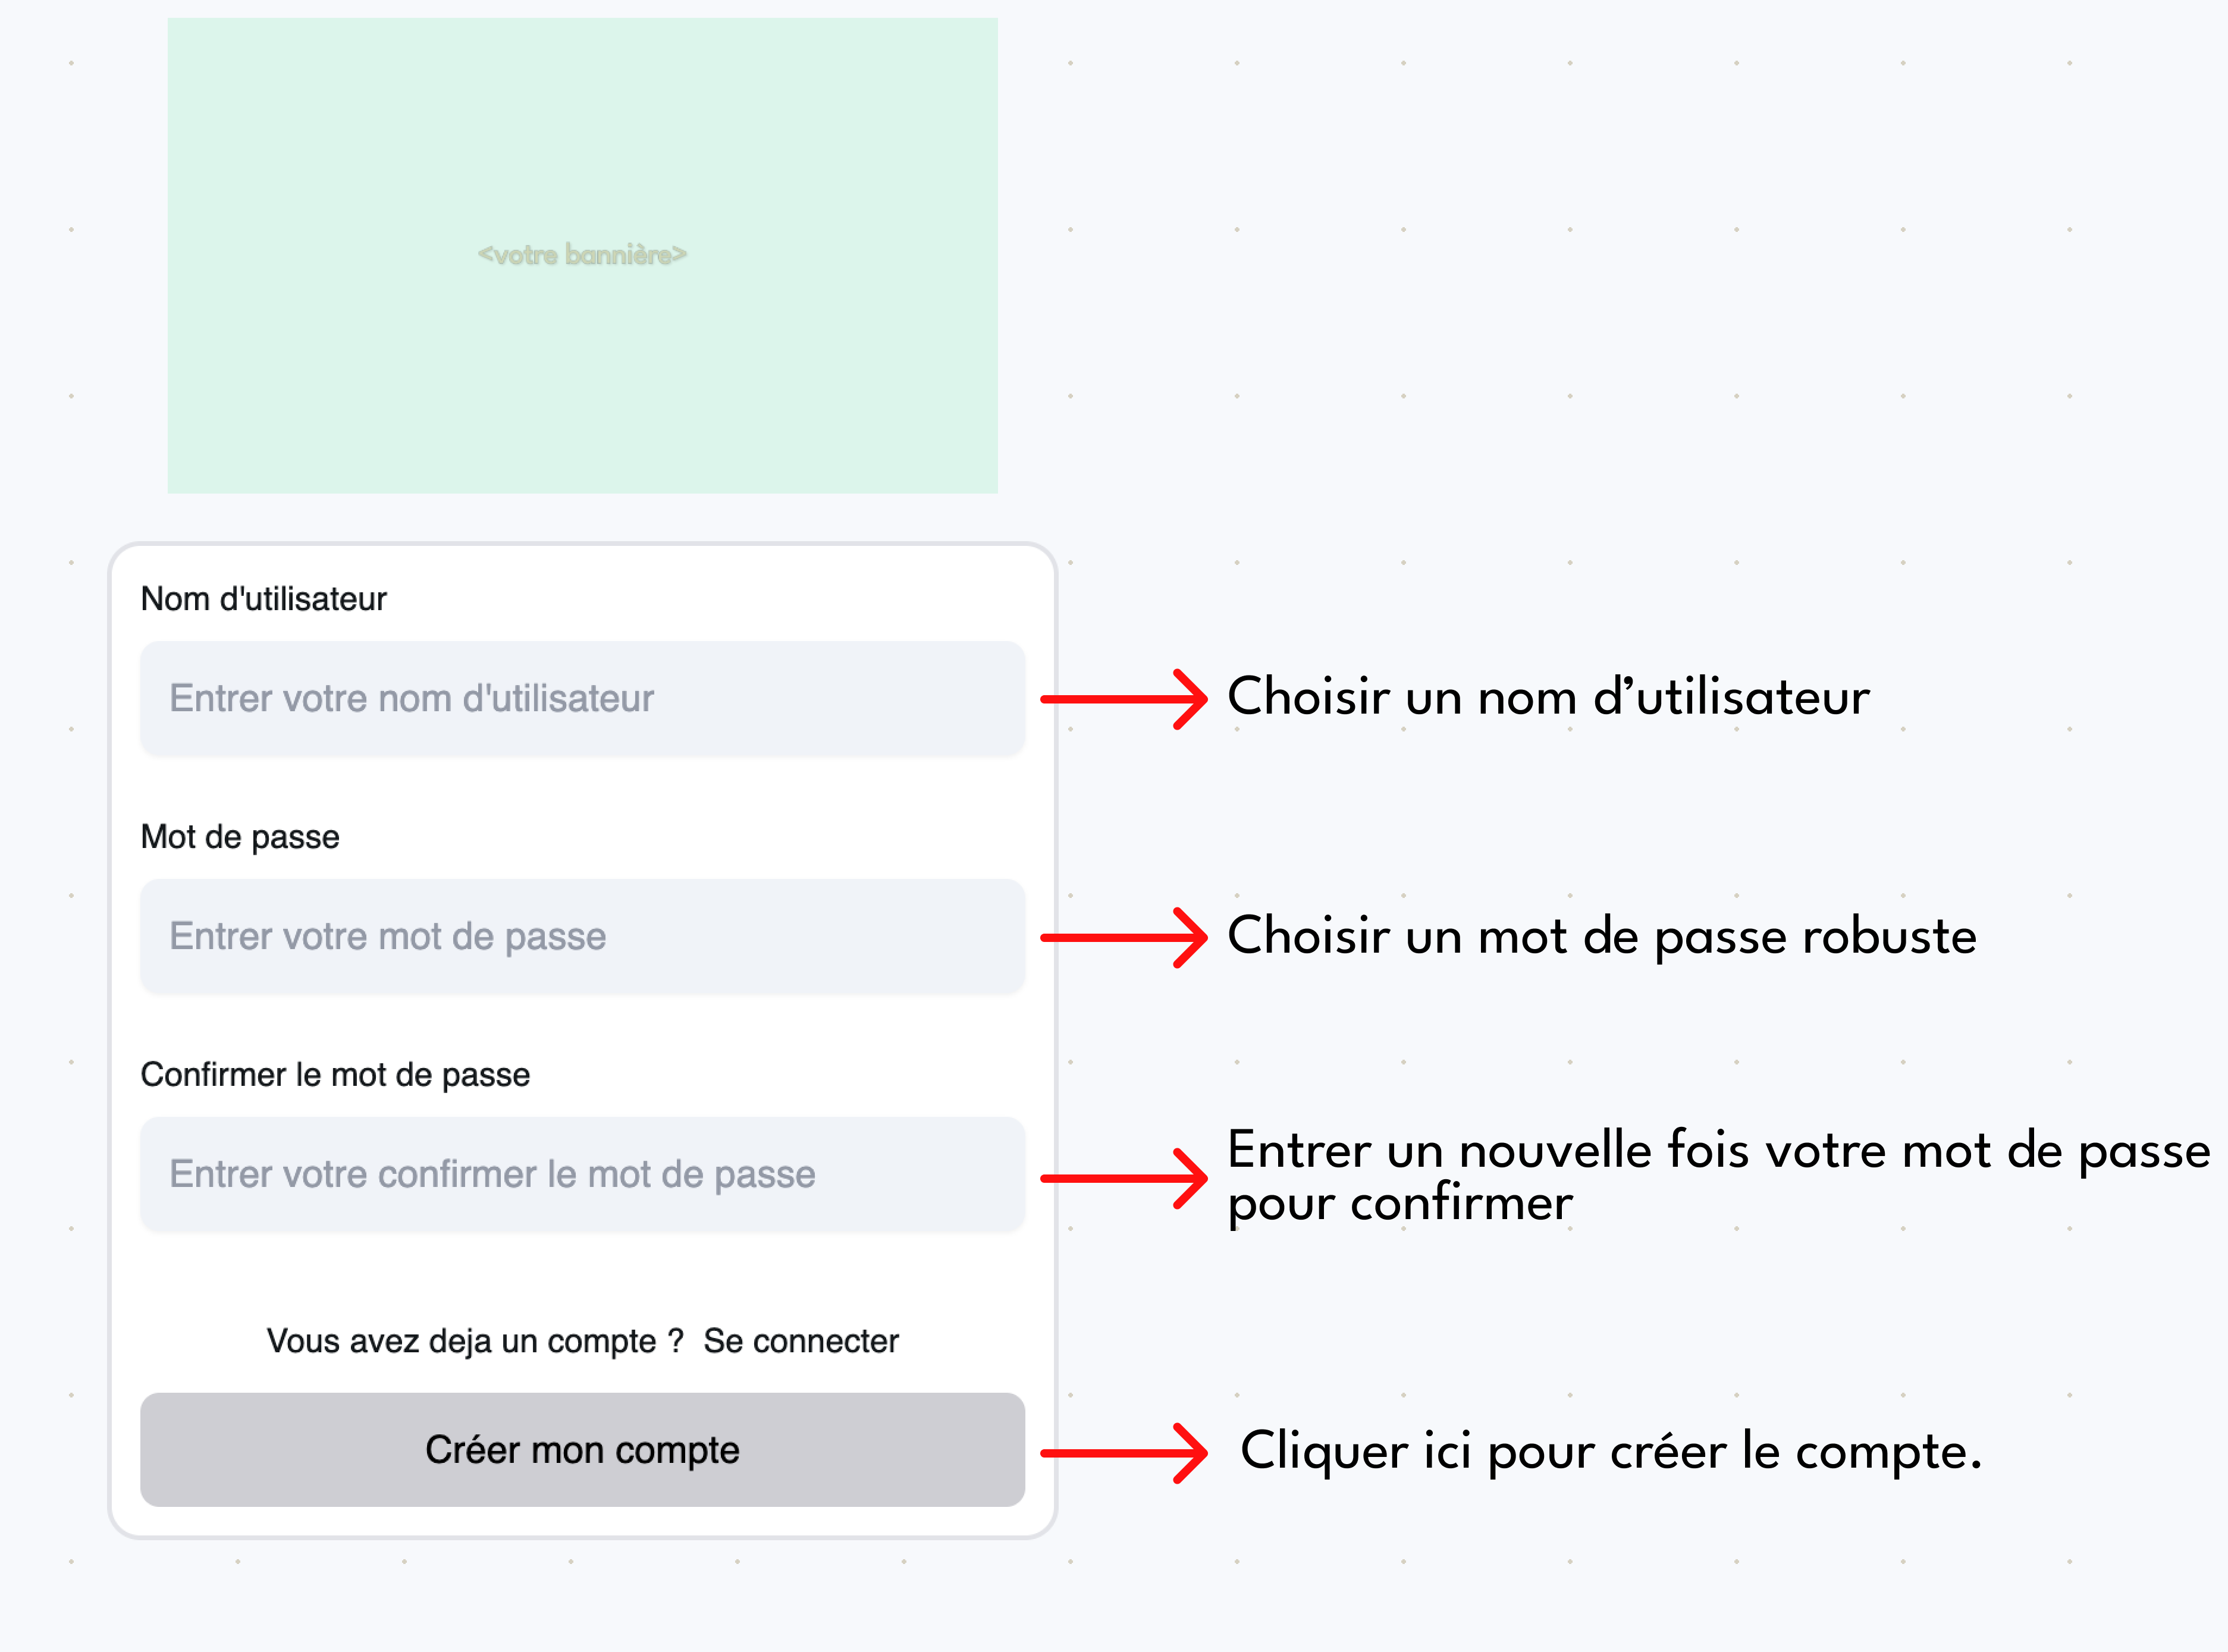 <votre bannière>
Nom d'utilisateur
Entrer votre nom d'utilisateur
Choisir un nom d’utilisateur
Mot de passe
Entrer votre mot de passe
Choisir un mot de passe robuste
Confirmer le mot de passe
Entrer votre confirmer le mot de passe
Entrer un nouvelle fois votre mot de passe
pour confirmer
Vous avez deja un compte ? Se connecter
Créer mon compte
Cliquer ici pour créer le compte.